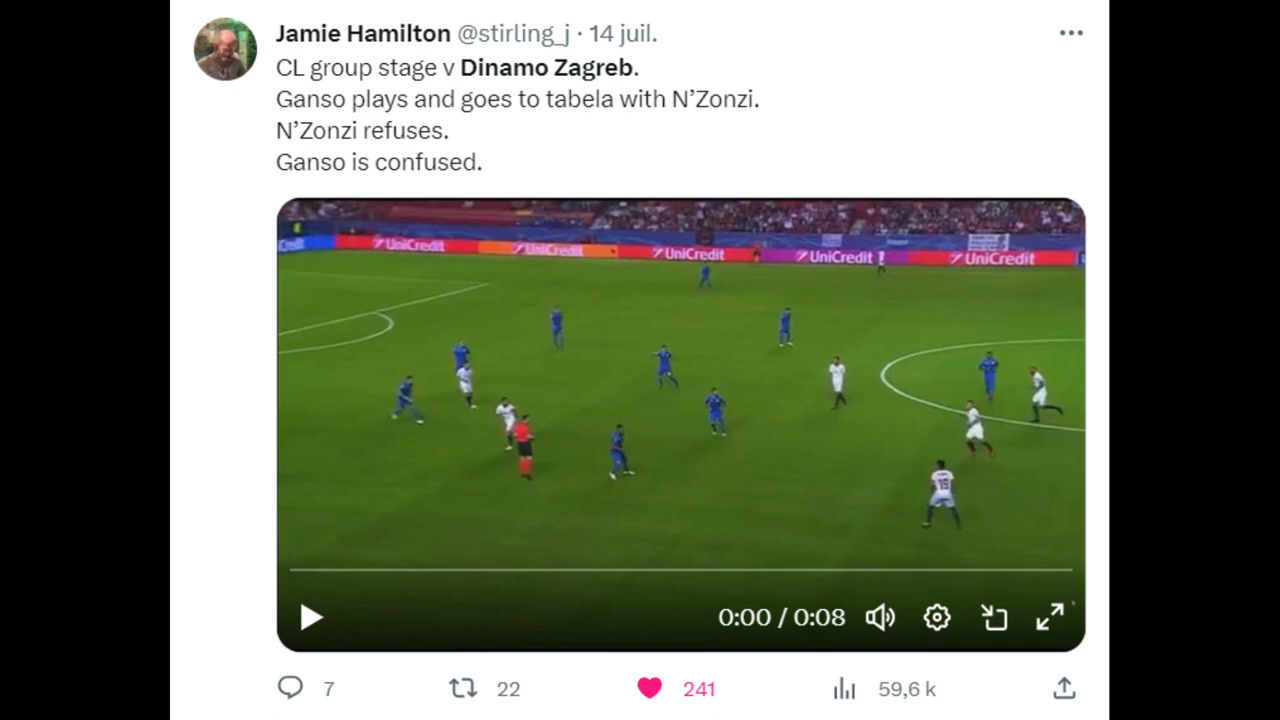 Jamie Hamilton @stirling_j · 14 juil.
CL group stage v Dinamo Zagreb.
Ganso plays and goes to tabela with N’Zonzi.
N’Zonzi refuses.
Ganso is confused.
UniCredit UniCredit UniCredit UniCredit UniCredit
19
0:00 / 0:08
7 22 241 59,6 k